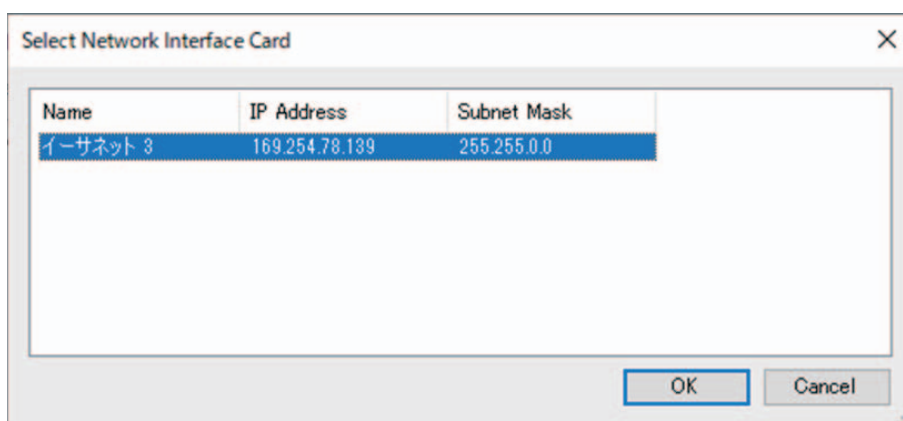 Select Network Interface Card
Name IP Address Subnet Mask
イーサネット 3 169.254.78.139 255.255.0.0
OK Cancel